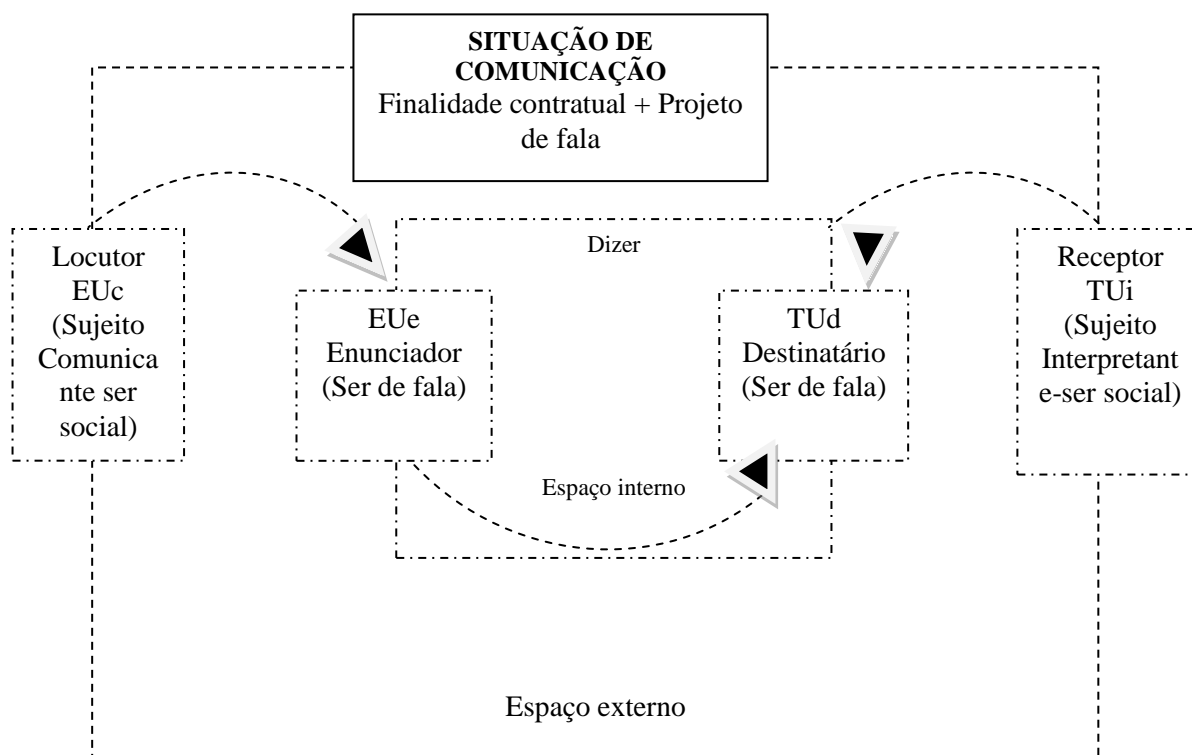 SITUAÇÃO DE
COMUNICAÇÃO
Finalidade contratual + Projeto
de fala
Dizer
Locutor
EUc
(Sujeito
Comunica
nte ser
social)
EUe
Enunciador
(Ser de fala)
TUd
Destinatário
(Ser de fala)
Receptor
TUi
(Sujeito
Interpretant
e-ser social)
Espaço interno
Espaço externo